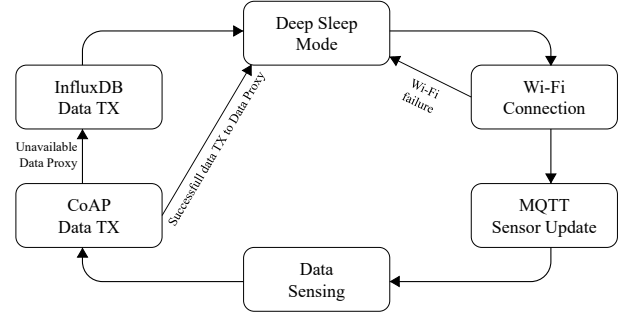 Deep Sleep
Mode
InfluxDB
Data TX
Wi-Fi
failure
Wi-Fi
Connection
Unavailable
Data Proxy
Successfull data TX to Data Proxy
CoAP
Data TX
MQTT
Sensor Update
Data
Sensing